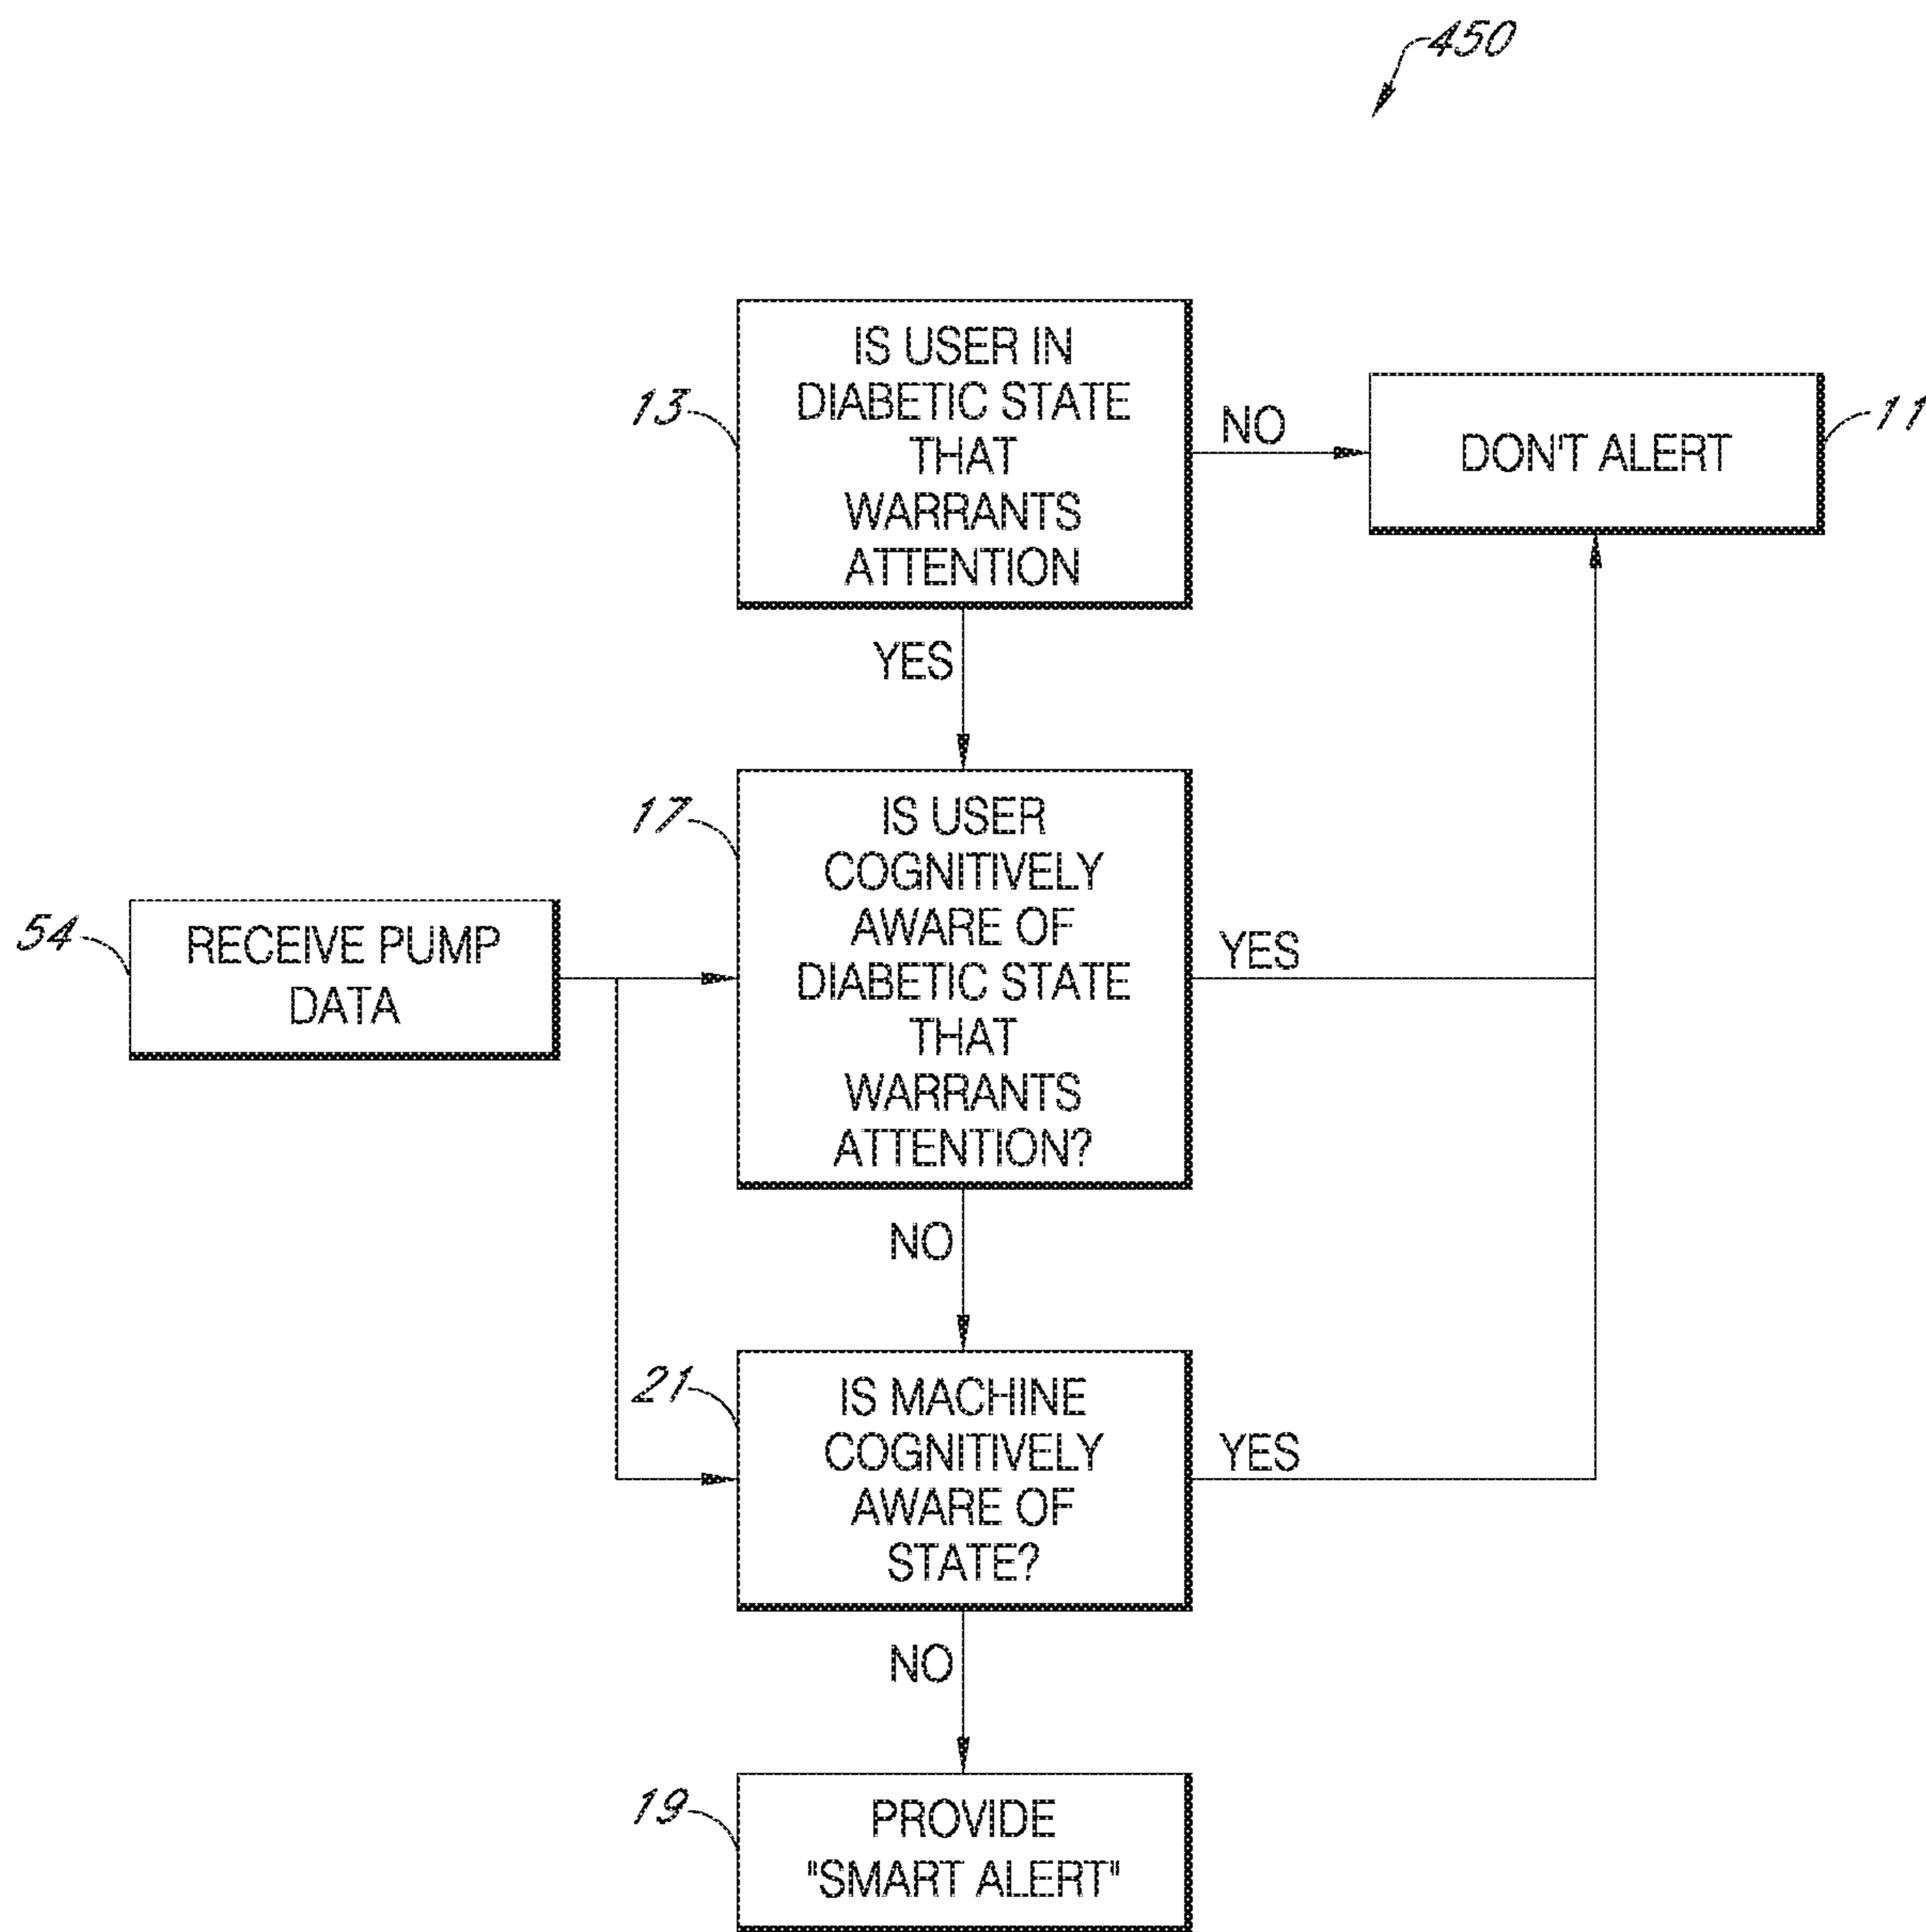 450
13
IS USER IN
DIABETIC STATE
THAT
WARRANTS
ATTENTION
NO
DON'T ALERT
11
YES
17
IS USER
COGNITIVELY
AWARE OF
DIABETIC STATE
THAT
WARRANTS
ATTENTION?
YES
54
RECEIVE PUMP
DATA
NO
21
IS MACHINE
COGNITIVELY
AWARE OF
STATE?
YES
NO
19
PROVIDE
"SMART ALERT"